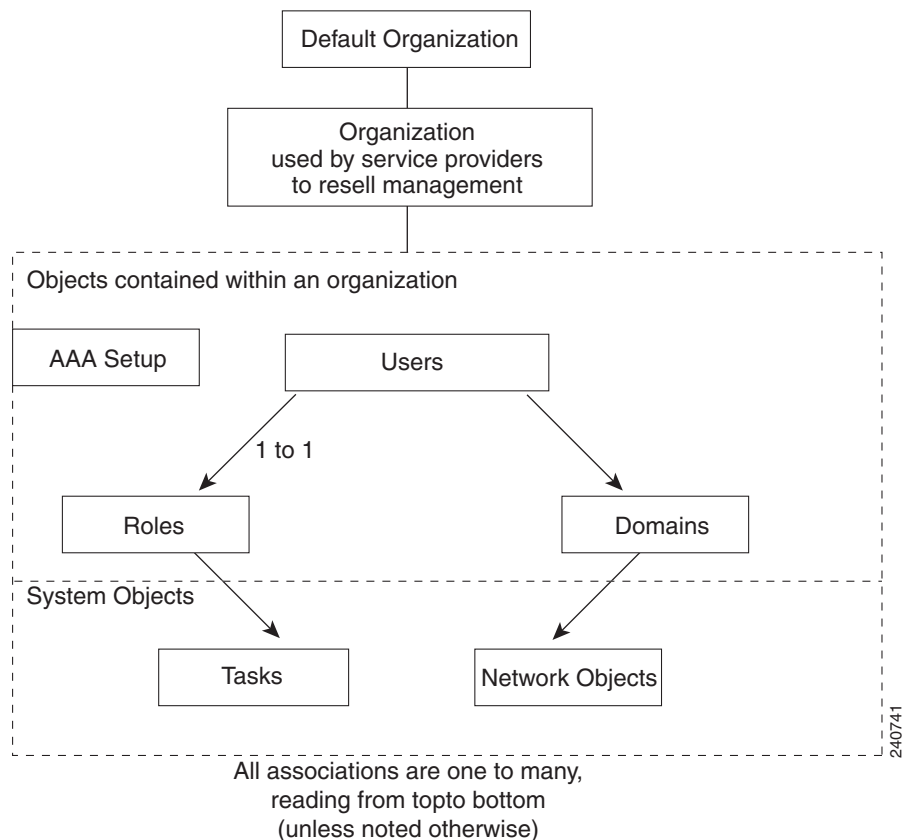 Default Organization
Organization
used by service providers
to resell management
Objects contained within an organization
AAA Setup
Users
1 to 1
Roles
Domains
System Objects
Tasks
Network Objects
240741
All associations are one to many,
reading from topto bottom
(unless noted otherwise)